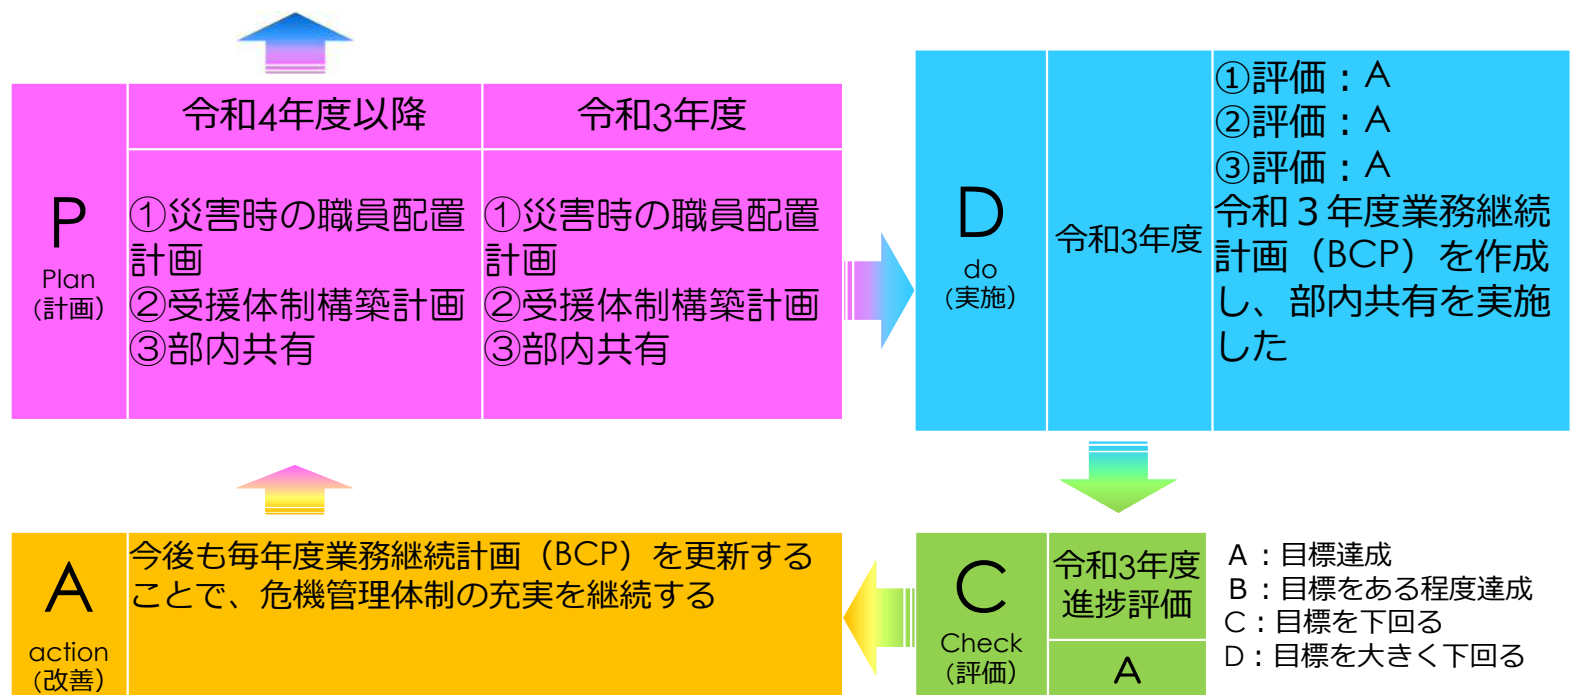 P
Plan
（計画）
令和4年度以降
①災害時の職員配置
計画
②受援体制構築計画
③部内共有
令和3年度
①災害時の職員配置
計画
②受援体制構築計画
③部内共有
D
do
（実施）
令和3年度
①評価：A
②評価：A
③評価：A
令和３年度業務継続
計画（BCP）を作成
し、部内共有を実施
した
C
Check
（評価）
令和3年度
進捗評価
A
A：目標達成
B：目標をある程度達成
C：目標を下回る
D：目標を大きく下回る
A
action
（改善）
今後も毎年度業務継続計画（BCP）を更新する
ことで、危機管理体制の充実を継続する